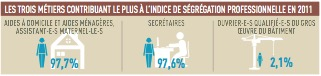 LES TROIS MÉTIERS CONTRIBUANT LE PLUS À L'INDICE DE SÉGRÉGATION PROFESSIONNELLE EN 2011
AIDES À DOMICILE ET AIDES MÉNAGÈRES,
ASSISTANT-E-S MATERNEL-LE-S
97,7%
SECRÉTAIRES
97,6%
OUVRIER-E-S QUALIFIÉ-E-S DU GROS
ŒUVRE DU BÂTIMENT
2,1%